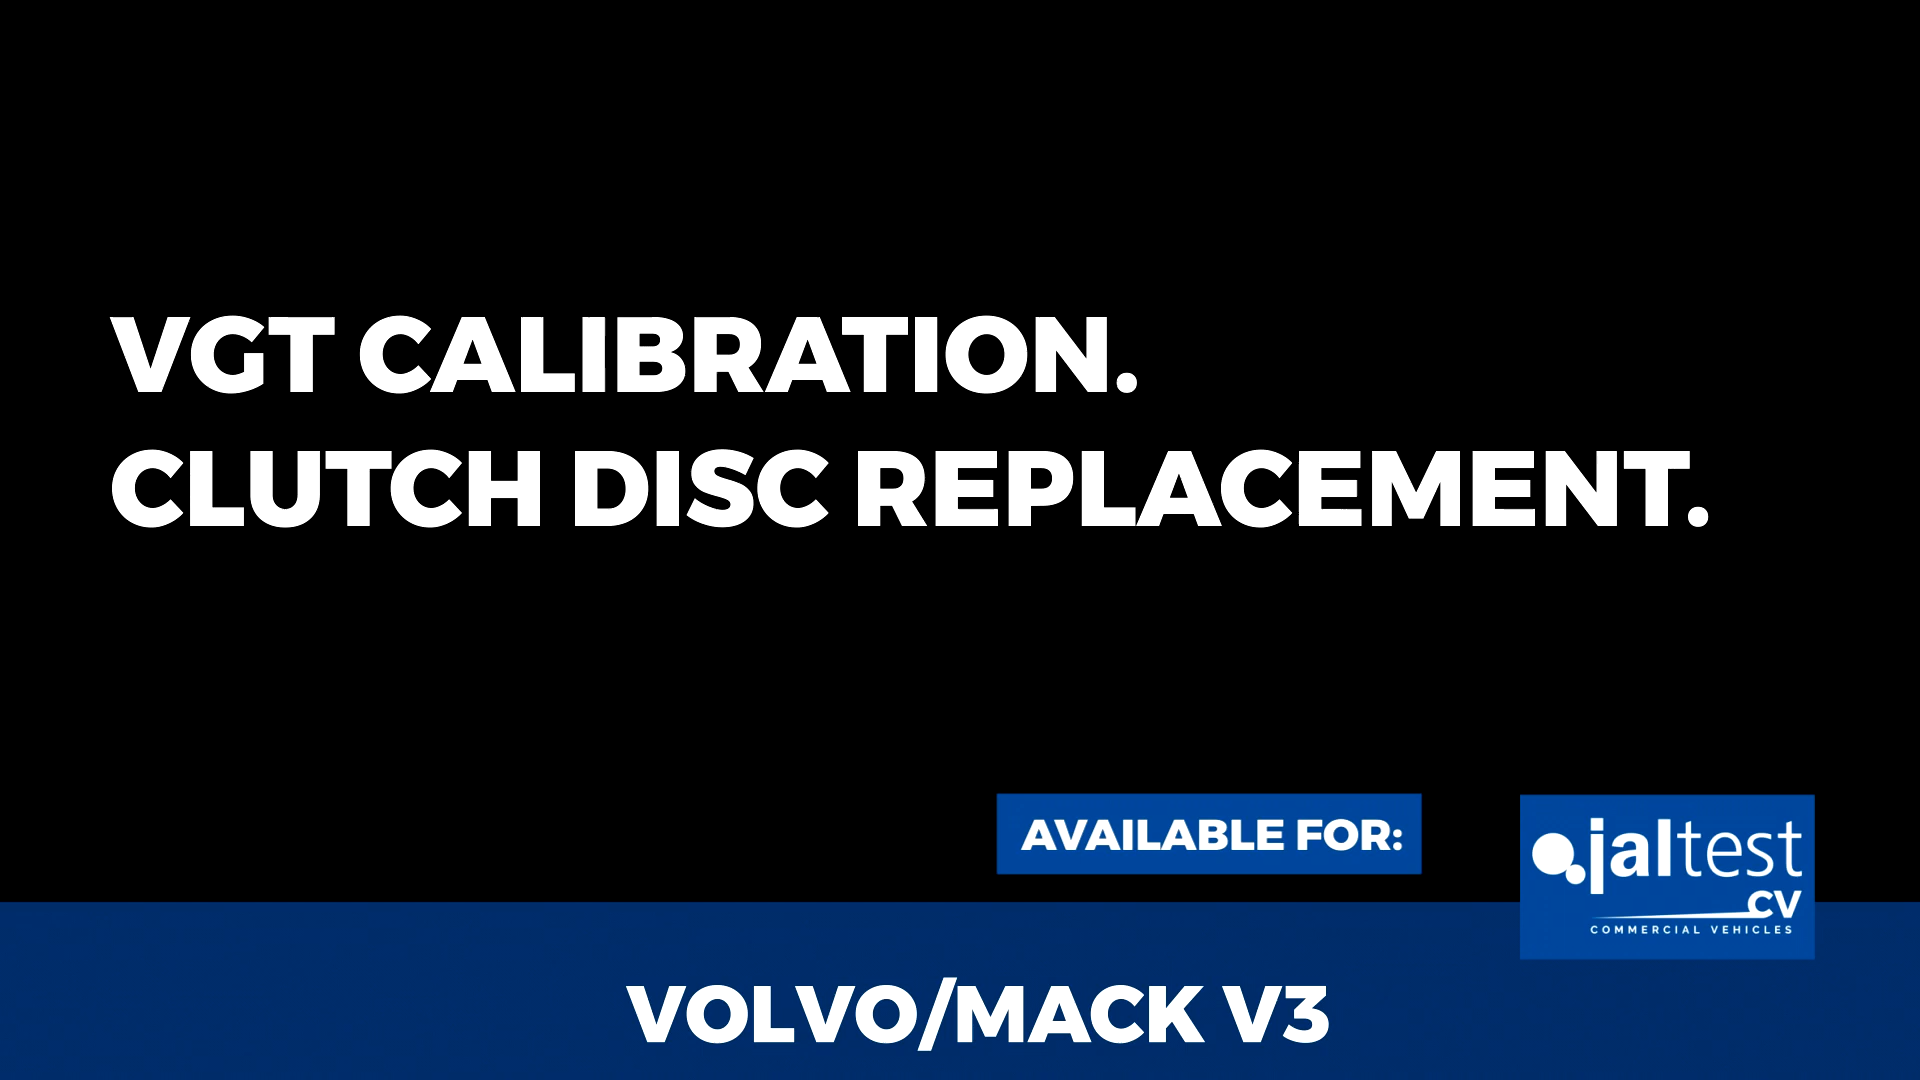 VGT CALIBRATION.
CLUTCH DISC REPLACEMENT.
AVAILABLE FOR:
jaltest
CV
COMMERCIAL VEHICLES
VOLVO/MACK V3